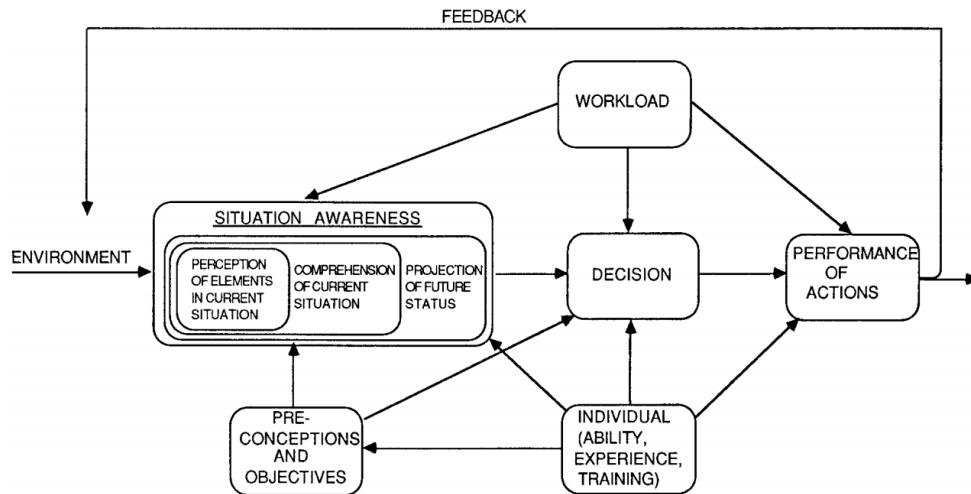 FEEDBACK
WORKLOAD
SITUATION AWARENESS
ENVIRONMENT
PERCEPTION
OF ELEMENTS
IN CURRENT
SITUATION
COMPREHENSION
OF CURRENT
SITUATION
PROJECTION
OF FUTURE
STATUS
DECISION
PERFORMANCE
OF
ACTIONS
PRE-
CONCEPTIONS
AND
OBJECTIVES
INDIVIDUAL
(ABILITY,
EXPERIENCE,
TRAINING)